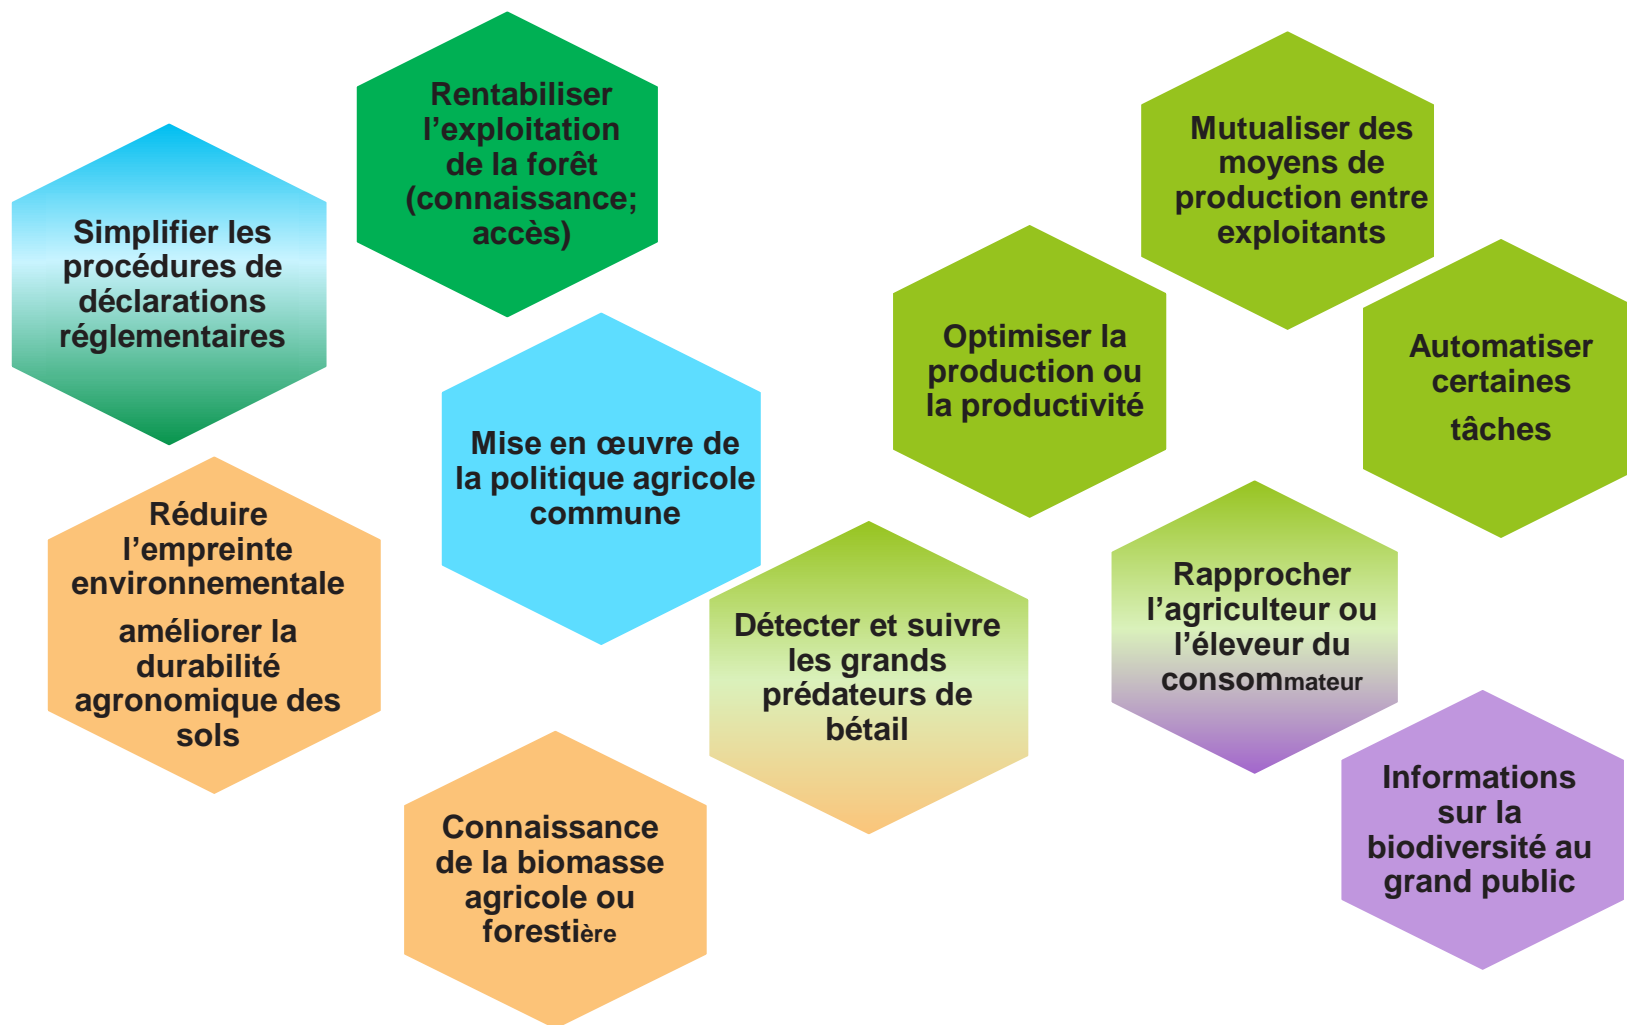 Rentabiliser
l’exploitation
de la forêt
(connaissance;
accès)
Mutualiser des
moyens de
production entre
exploitants
Simplifier les
procédures de
déclarations
réglementaires
Optimiser la
production ou
la productivité
Automatiser
certaines
tâches
Mise en œuvre de
la politique agricole
commune
Réduire
l’empreinte
environnementale
améliorer la
durabilité
agronomique des
sols
Détecter et suivre
les grands
prédateurs de
bétail
Rapprocher
l’agriculteur ou
l’éleveur du
consommateur
Connaissance
de la biomasse
agricole ou
forestière
Informations
sur la
biodiversité au
grand public